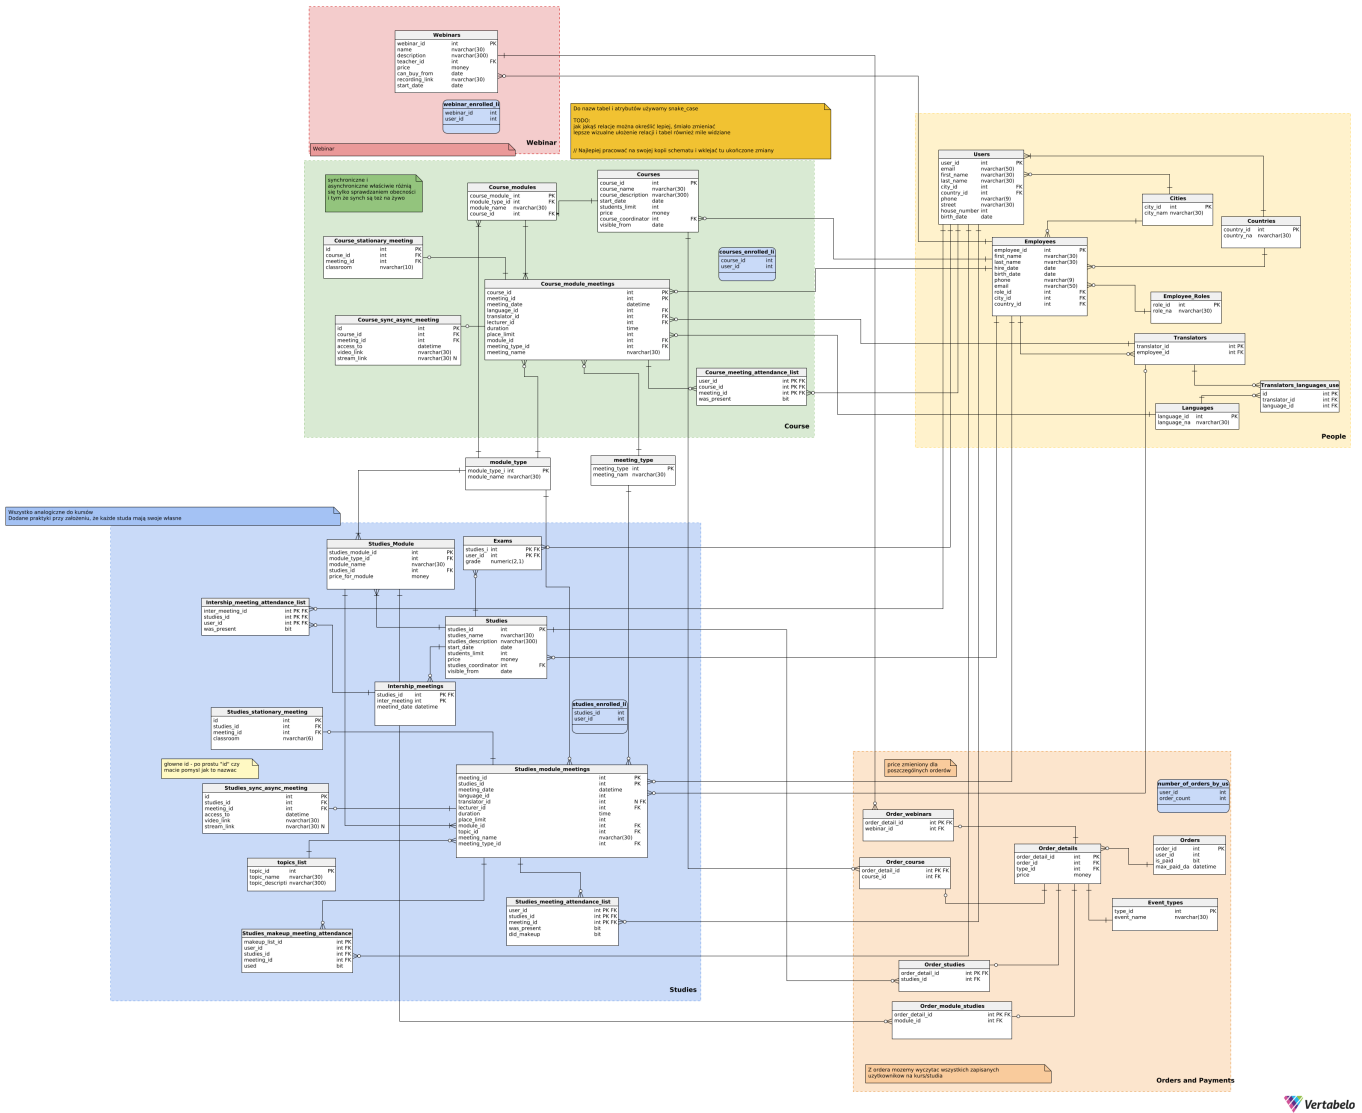 Webinars
webinar_id int PK
name nvarchar(30)
description nvarchar(300)
teacher_id int FK
price money
can_buy_from date
recording_link nvarchar(30)
start_date date
webinar_enrolled_li
webinar_id int
user_id int
Webinar
Webinar
Do nazw tabel i atrybutów używamy snake_case
TODO:
jak jakąś relacje można określić lepiej, śmiało zmieniać
lepsze wizualne ułożenie relacji i tabel również mile widziane
// Najlepiej pracować na swojej kopii schematu i wklejać tu ukończone zmiany
synchroniczne i
asynchroniczne właściwie różnią
się tylko sprawdzaniem obecności
i tym że synch są też na żywo
Course_modules
course_module_int PK
module_type_id int FK
module_name nvarchar(30)
course_id int FK
Courses
course_id int PK
course_name nvarchar(30)
course_description nvarchar(300)
start_date date
students_limit int
price money
course_coordinator int FK
visible_from date
Course_stationary_meeting
id int PK
course_id int FK
meeting_id int FK
classroom nvarchar(10)
courses_enrolled_li
course_id int
user_id int
Course_module_meetings
course_id int PK
meeting_id int PK
meeting_date datetime
language_id int FK
translator_id int FK
lecturer_id int FK
duration time
place_limit int
module_id int FK
meeting_type_id int FK
meeting_name nvarchar(30)
Course_sync_async_meeting
id int PK
course_id int FK
meeting_id int FK
access_to datetime
video_link nvarchar(30)
stream_link nvarchar(30) N
Course_meeting_attendance_list
user_id int PK FK
course_id int PK FK
meeting_id int PK FK
was_present bit
Course
Users
user_id int PK
email nvarchar(50)
first_name nvarchar(30)
last_name nvarchar(30)
city_id int FK
country_id int FK
phone nvarchar(9)
street nvarchar(30)
house_number int
birth_date date
Cities
city_id int PK
city_nam nvarchar(30)
Countries
country_id int PK
country_na nvarchar(30)
Employees
employee_id int PK
first_name nvarchar(30)
last_name nvarchar(30)
hire_date date
birth_date date
phone nvarchar(9)
email nvarchar(50)
role_id int FK
city_id int FK
country_id int FK
Employee_Roles
role_id int PK
role_na nvarchar(30)
Translators
translator_id int PK
employee_id int FK
Translators_languages_use
id int PK
translator_id int FK
language_id int FK
Languages
language_id int PK
language_na nvarchar(30)
People
module_type
module_type_i int PK
module_name nvarchar(30)
meeting_type
meeting_type int PK
meeting_nam nvarchar(30)
Wszystko analogiczne do kursów
Dodane praktyki przy założeniu, że każde studa mają swoje własne
Studies_Module
studies_module_id int PK
module_type_id int FK
module_name nvarchar(30)
studies_id int FK
price_for_module money
Exams
studies_i int PK FK
user_id int PK FK
grade numeric(2,1)
Intership_meeting_attendance_list
inter_meeting_id int PK FK
studies_id int PK FK
user_id int PK FK
was_present bit
Studies
studies_id int PK
studies_name nvarchar(30)
studies_description nvarchar(300)
start_date date
students_limit int
price money
studies_coordinator int FK
visible_from date
Intership_meetings
studies_id int PK FK
inter_meeting int PK
meetind_date datetime
Studies_stationary_meeting
id int PK
studies_id int FK
meeting_id int FK
classroom nvarchar(6)
studies_enrolled_li
studies_id int
user_id int
głowne id - po prostu "id" czy
macie pomysl jak to nazwac
Studies_sync_async_meeting
id int PK
studies_id int FK
meeting_id int FK
access_to datetime
video_link nvarchar(30)
stream_link nvarchar(30) N
Studies_module_meetings
meeting_id int PK
studies_id int PK
meeting_date datetime
language_id int
translator_id int N FK
lecturer_id int FK
duration time
place_limit int
module_id int FK
topic_id int FK
meeting_name nvarchar(30)
meeting_type_id int FK
topics_list
topic_id int PK
topic_name nvarchar(30)
topic_descripti nvarchar(300)
Studies_meeting_attendance_list
user_id int PK FK
studies_id int PK FK
meeting_id int PK FK
was_present bit
did_makeup bit
Studies_makeup_meeting_attendance
makeup_list_id int PK
user_id int FK
studies_id int FK
meeting_id int FK
used bit
Studies
price zmieniony dla
poszczególnych orderów
number_of_orders_by_us
user_id int
order_count int
Order_webinars
order_detail_id int PK FK
webinar_id int FK
Order_course
order_detail_id int PK FK
course_id int FK
Order_details
order_detail_id int PK
order_id int FK
type_id int FK
price money
Orders
order_id int PK
user_id int
is_paid bit
max_paid_da datetime
Event_types
type_id int PK
event_name nvarchar(30)
Order_studies
order_detail_id int PK FK
studies_id int FK
Order_module_studies
order_detail_id int PK FK
module_id int FK
Z ordera mozemy wyczytac wszystkich zapisanych
uzytkownikow na kurs/studia
Orders and Payments
Vertabelo